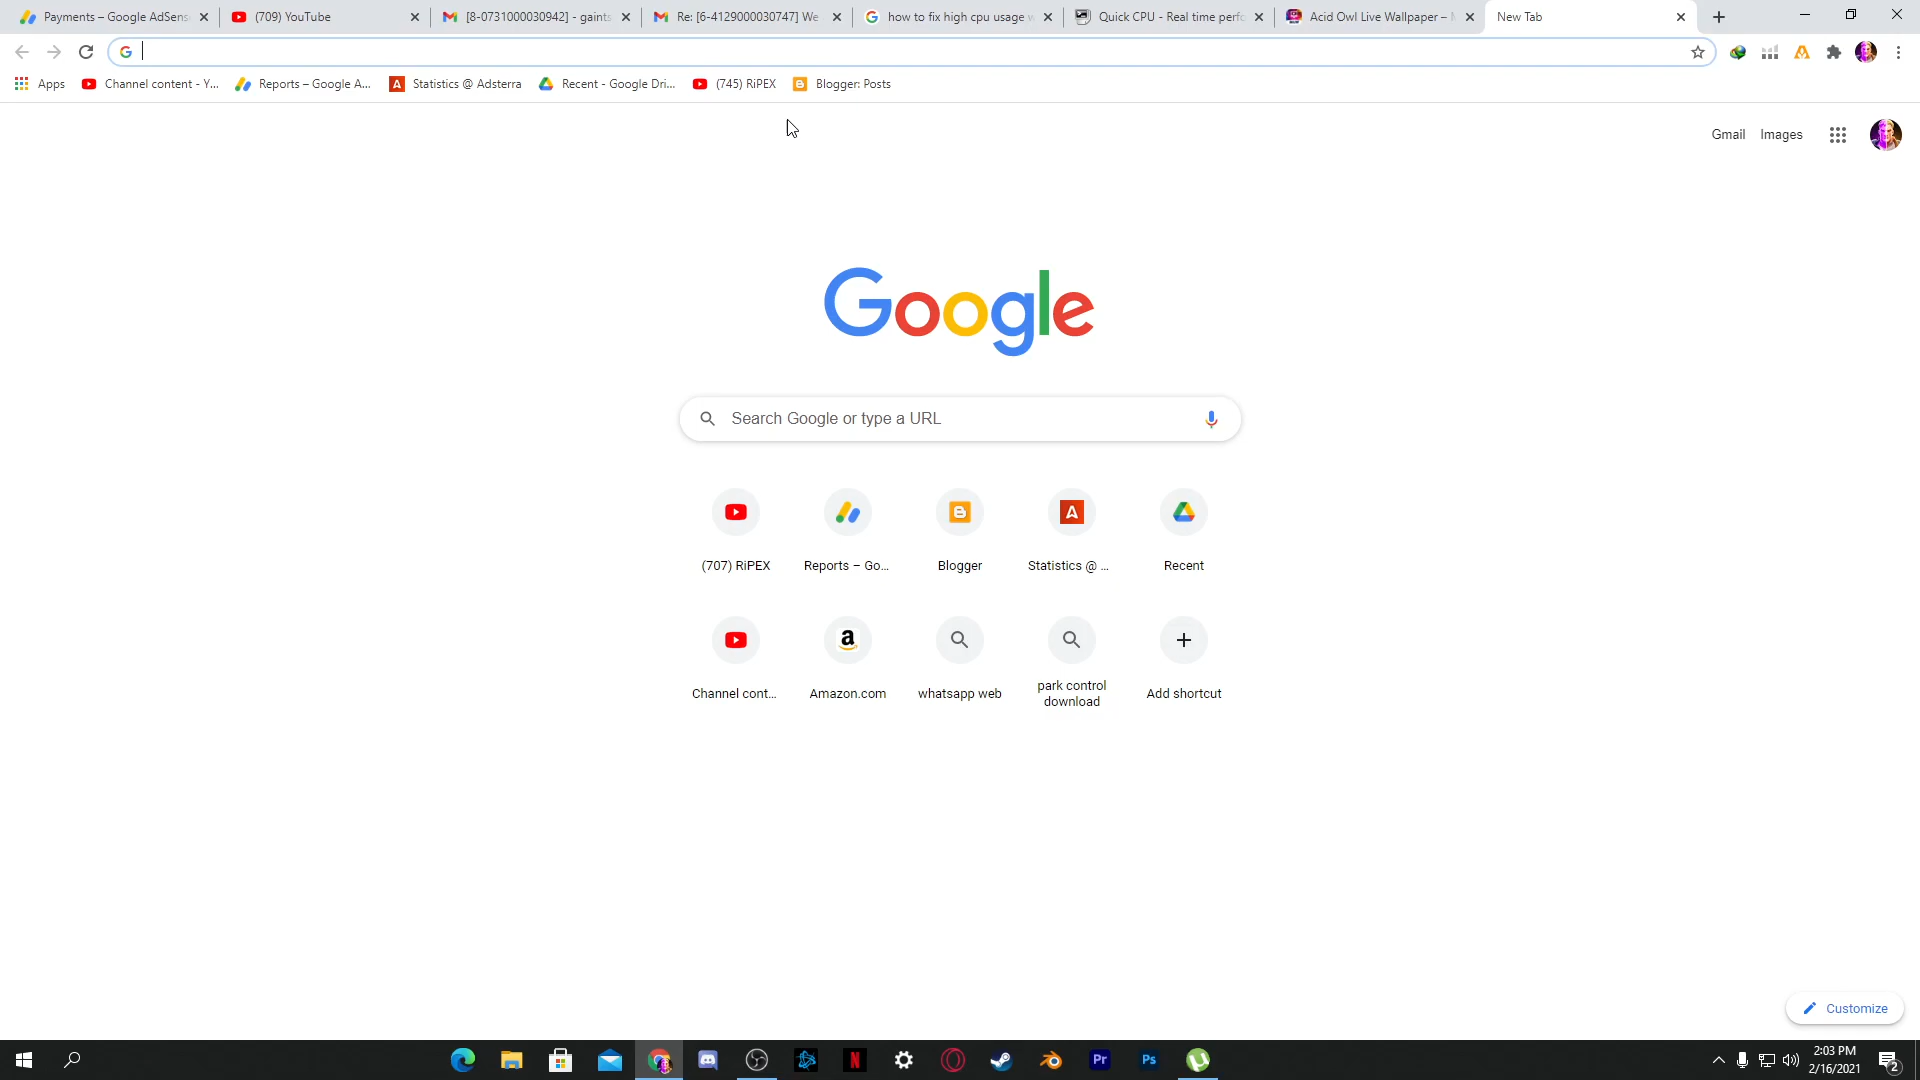 Payments – Google AdSens
(709) YouTube
[8-0731000030942] - gaints
Re: [6-4129000030747] We
how to fix high cpu usage w
Quick CPU - Real time perfo
Acid Owl Live Wallpaper –
New Tab
Apps
Channel content - Y...
Reports – Google A...
Statistics @ Adsterra
Recent - Google Dri...
(745) RiPEX
Blogger: Posts
Gmail
Images
Google
Search Google or type a URL
(707) RiPEX
Reports – Go...
Blogger
Statistics @ ...
Recent
Channel cont...
Amazon.com
whatsapp web
park control
download
Add shortcut
Customize
2:03 PM
2/16/2021
2